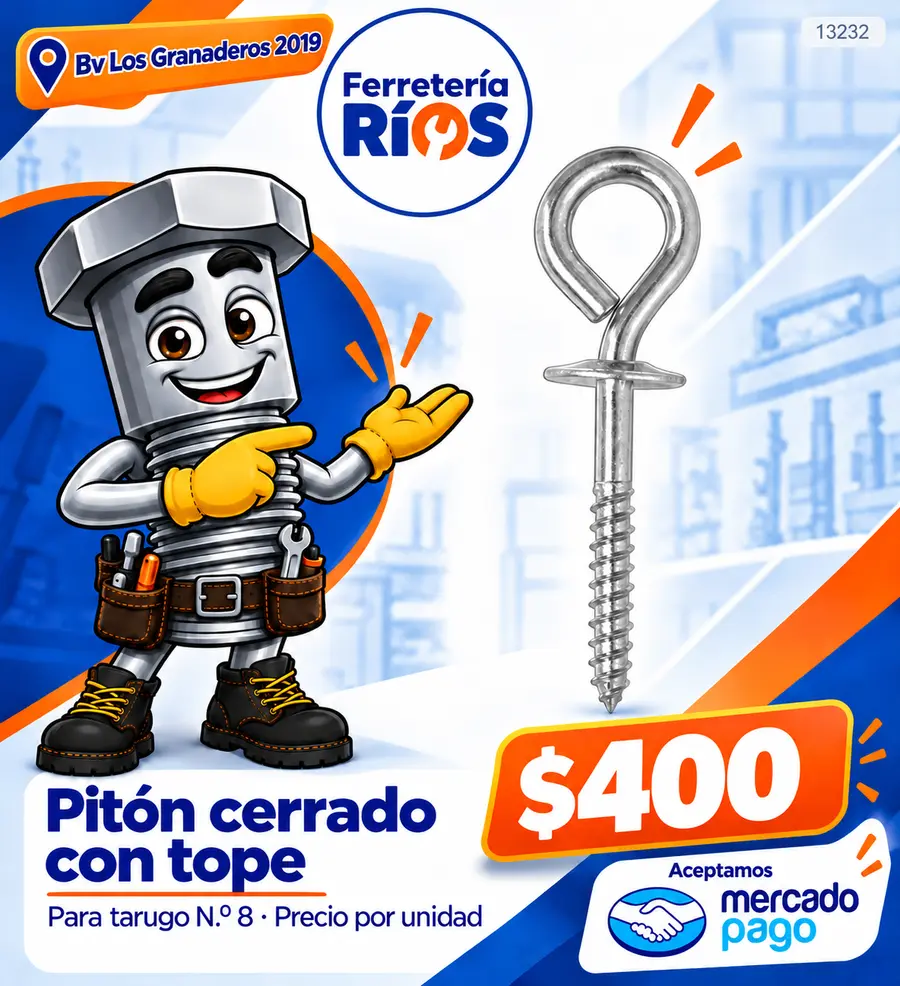 Bv Los Granaderos 2019
Ferretería
RÍOS
13232
$400
Pitón cerrado
con tope
Para tarugo N.º 8 · Precio por unidad
Aceptamos
mercado
pago